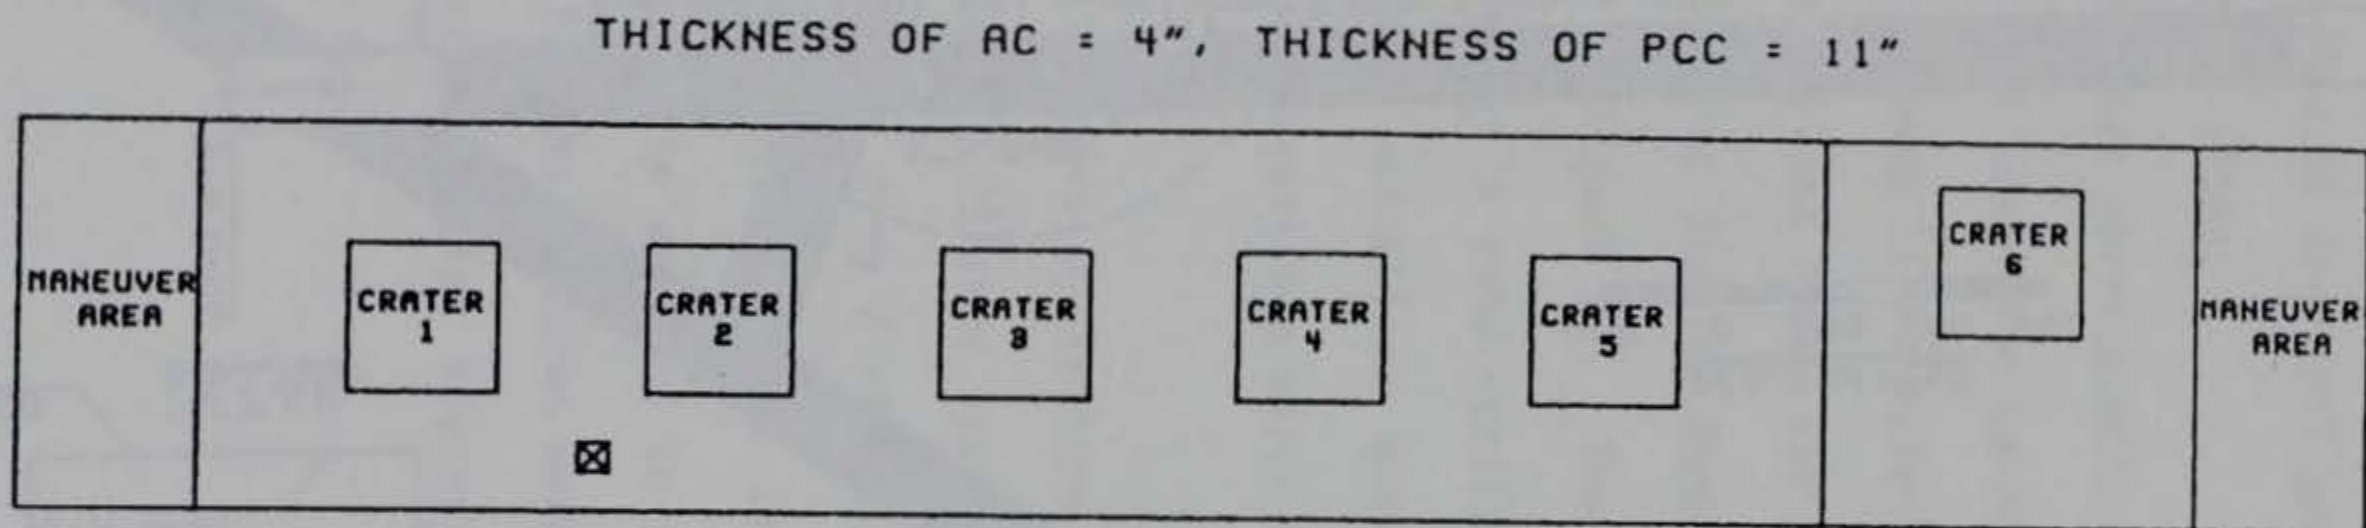 THICKNESS OF AC = 4", THICKNESS OF PCC = 11"
MANEUVER
AREA
CRATER
1
CRATER
2
CRATER
3
CRATER
4
CRATER
5
CRATER
6
MANEUVER
AREA